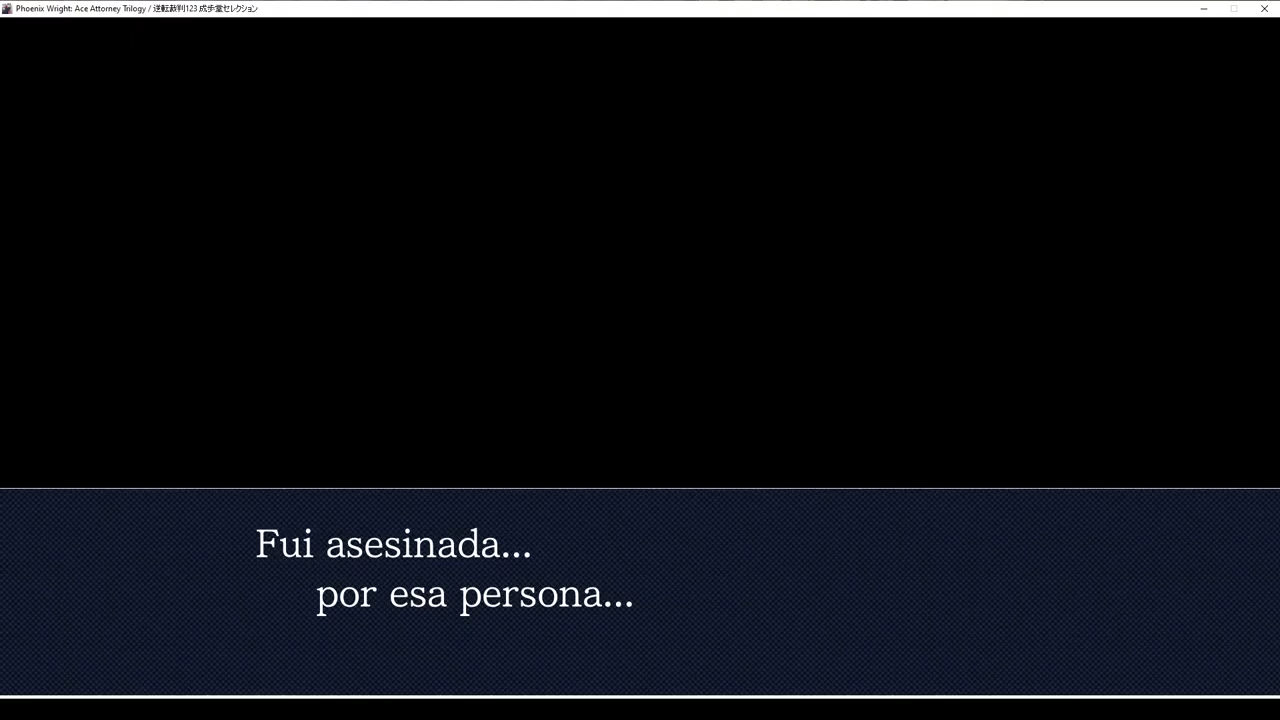 Phoenix Wright: Ace Attorney Trilogy / 逆転裁判123 成歩堂セレクション
Fui asesinada...
por esa persona...